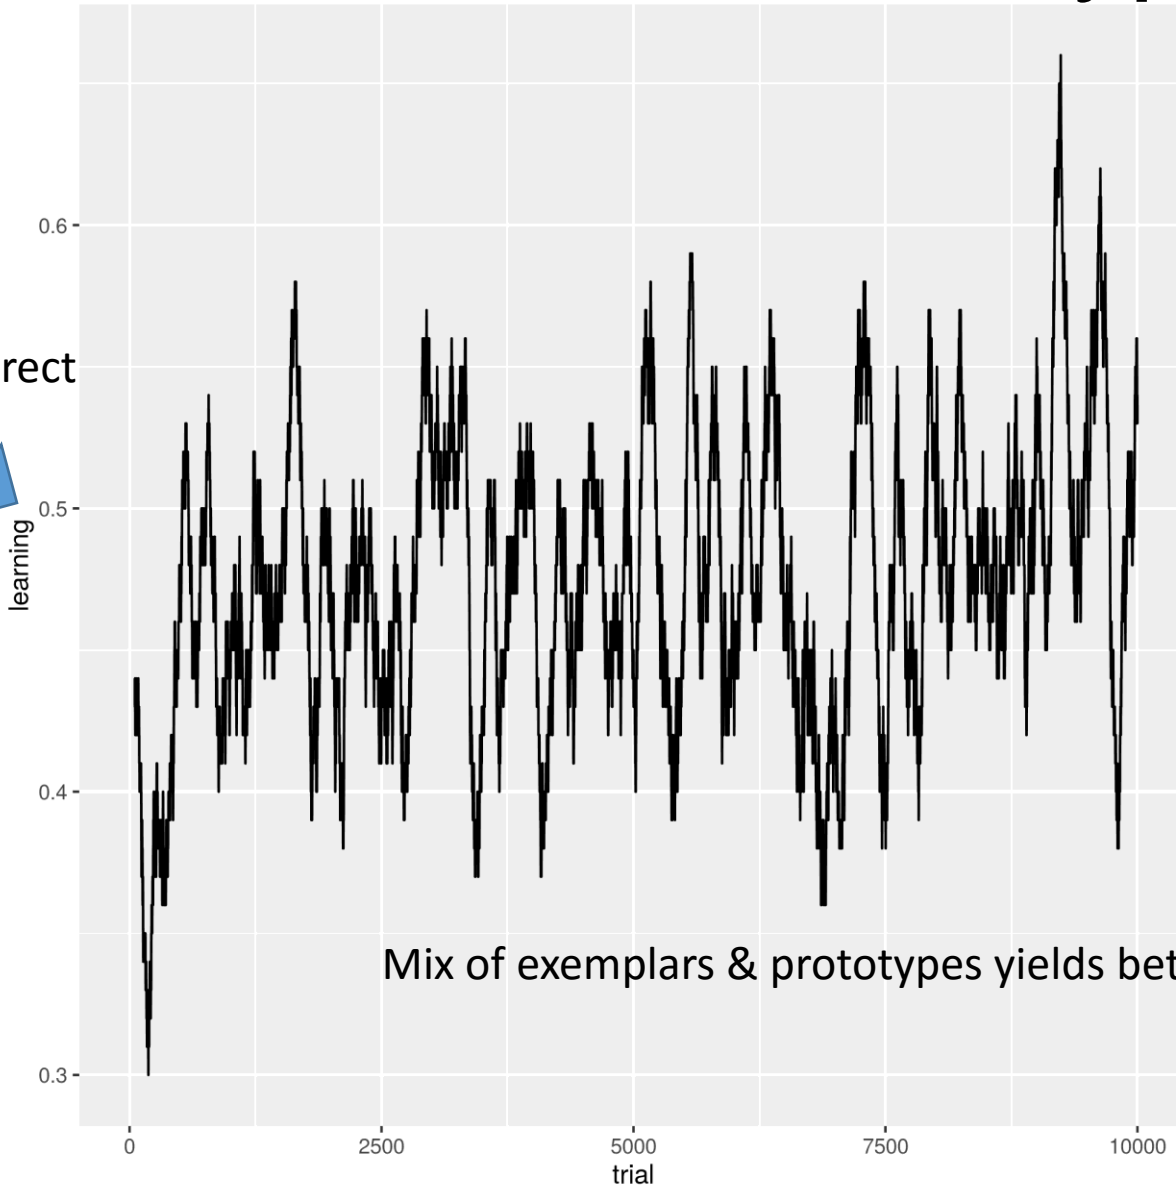 0.6
rect
0.5
learning
0.4
Mix of exemplars & prototypes yields bet
0.3
0 2500 5000 7500 10000
trial